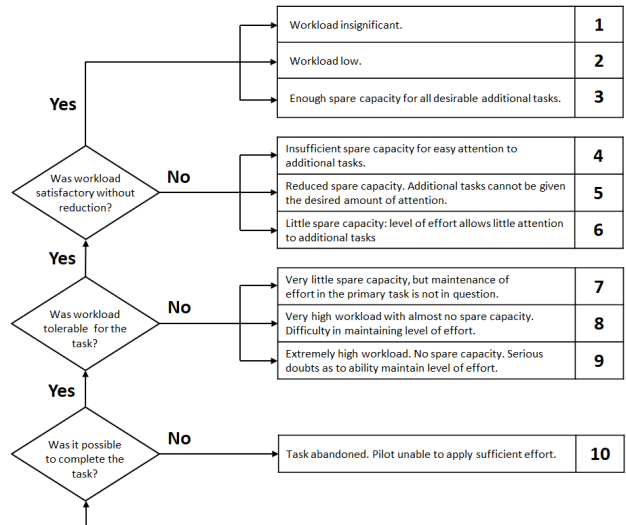 Workload insignificant.
1
Workload low.
2
Enough spare capacity for all desirable additional tasks.
3
Yes
Was workload
satisfactory without
reduction?
No
Insufficient spare capacity for easy attention to
additional tasks.
4
Reduced spare capacity. Additional tasks cannot be given
the desired amount of attention.
5
Little spare capacity: level of effort allows little attention
to additional tasks
6
Yes
Was workload
tolerable for the
task?
No
Very little spare capacity, but maintenance of
effort in the primary task is not in question.
7
Very high workload with almost no spare capacity.
Difficulty in maintaining level of effort.
8
Extremely high workload. No spare capacity. Serious
doubts as to ability maintain level of effort.
9
Yes
Was it possible
to complete the
task?
No
Task abandoned. Pilot unable to apply sufficient effort.
10